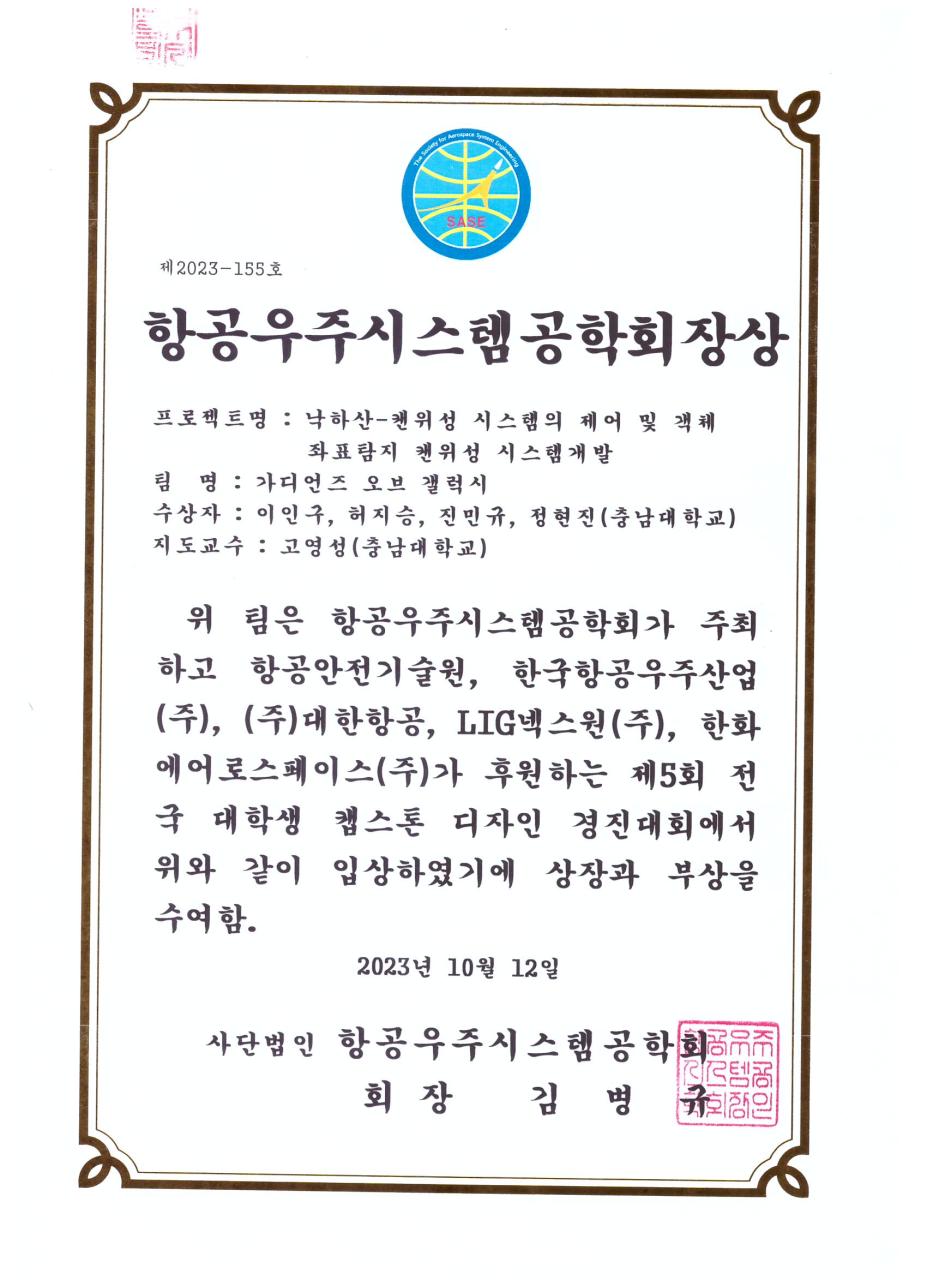 The Society for Aerospace System Engineering
SASE
제2023-155호
항공우주시스템공학회장상
프로젝트명 : 낙하산-캔위성 시스템의 제어 및 객체
좌표탐지 캔위성 시스템개발
팀 명 : 가디언즈 오브 갤럭시
수상자 : 이인구, 허지승, 진민규, 정현진(충남대학교)
지도교수 : 고영성(충남대학교)
위 팀은 항공우주시스템공학회가 주최
하고 항공안전기술원, 한국항공우주산업
(주), (주)대한항공, LIG넥스원(주), 한화
에어로스페이스(주)가 후원하는 제5회 전
국 대학생 캡스톤 디자인 경진대회에서
위와 같이 입상하였기에 상장과 부상을
수여함.
2023년 10월 12일
사단법인 항공우주시스템공학회
회장 김병규